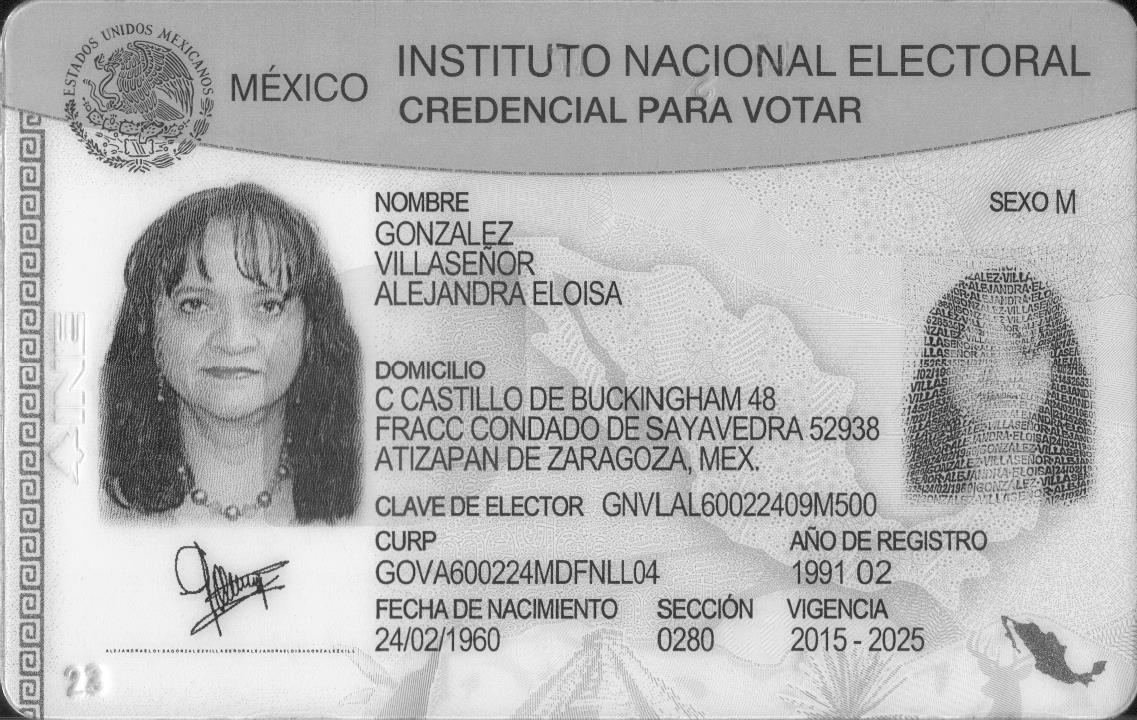 ESTADOS UNIDOS MEXICANOS
MÉXICO
INSTITUTO NACIONAL ELECTORAL
CREDENCIAL PARA VOTAR
NOMBRE
GONZALEZ
VILLASEÑOR
ALEJANDRA ELOISA
SEXO M
DOMICILIO
C CASTILLO DE BUCKINGHAM 48
FRACC CONDADO DE SAYAVEDRA 52938
ATIZAPAN DE ZARAGOZA, MEX.
CLAVE DE ELECTOR GNVLAL60022409M500
CURP
GOVA600224MDFNLL04
AÑO DE REGISTRO
1991 02
FECHA DE NACIMIENTO
24/02/1960
SECCIÓN
0280
VIGENCIA
2015 - 2025
INE
23